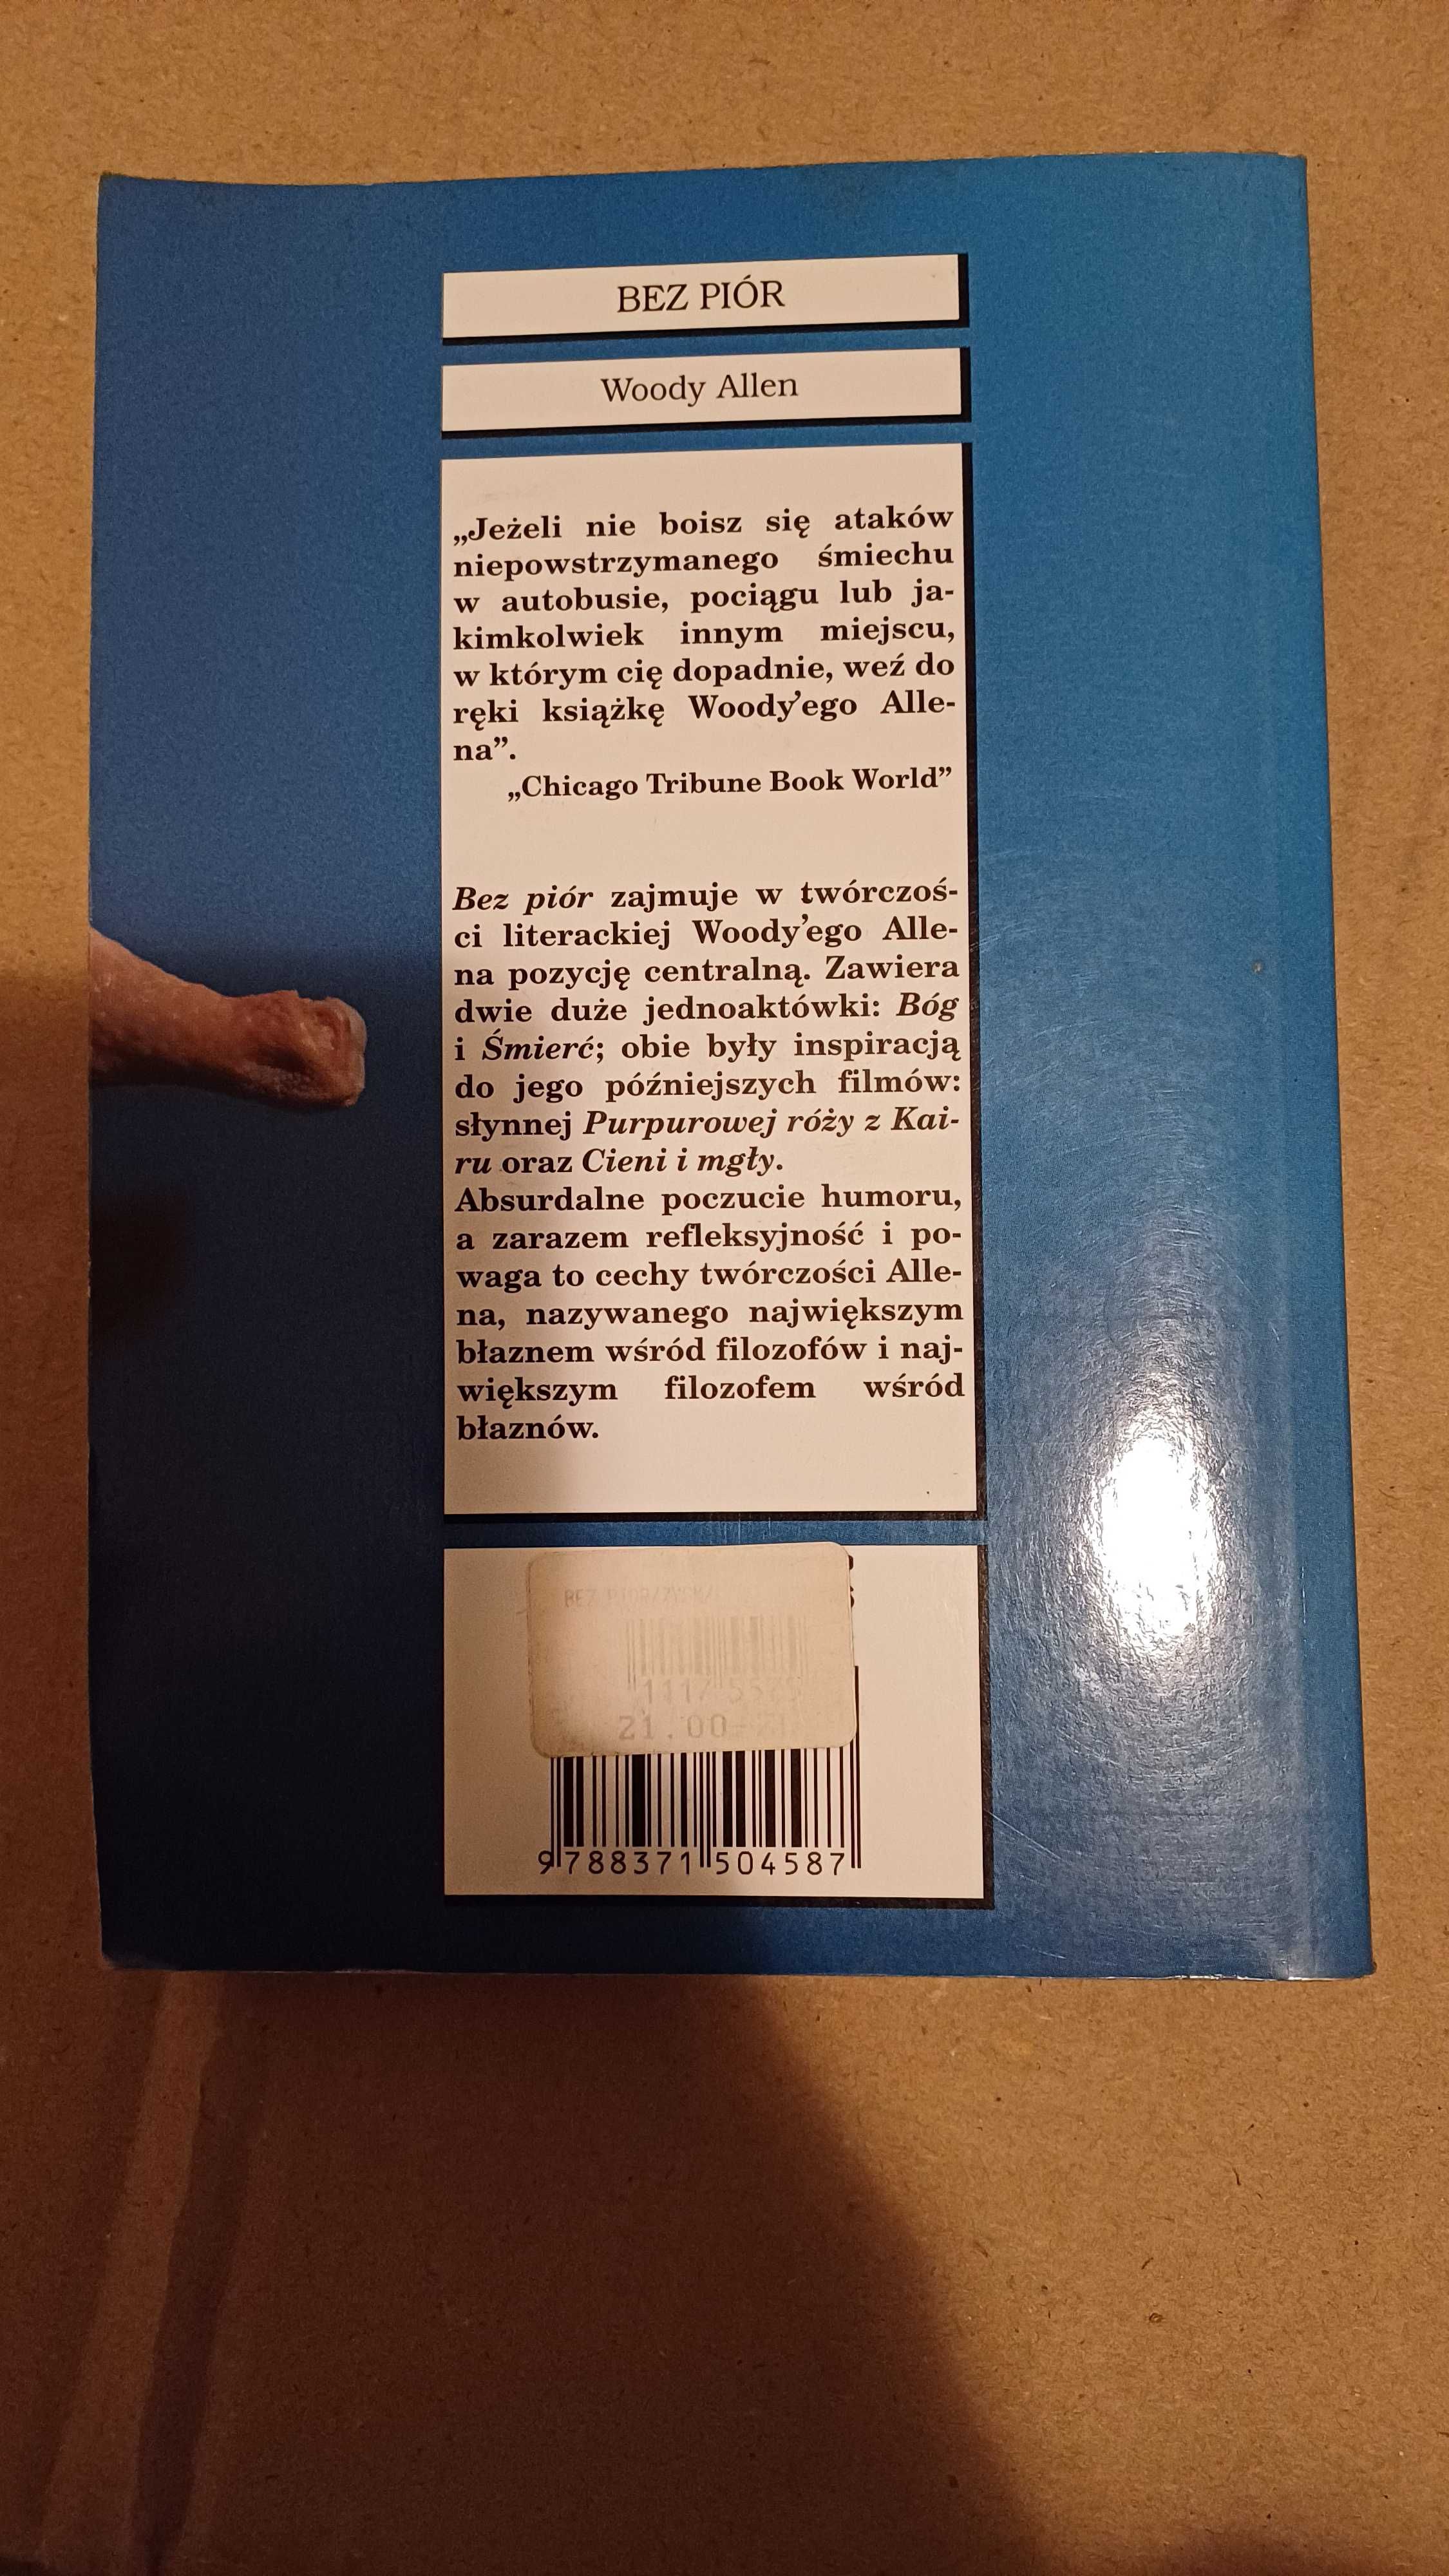 BEZ PIÓR
Woody Allen
„Jeżeli nie boisz się ataków
niepowstrzymanego śmiechu
w autobusie, pociągu lub ja-
kimkolwiek innym miejscu,
w którym cię dopadnie, weź do
ręki książkę Woody’ego Alle-
na”.
„Chicago Tribune Book World”
Bez piór zajmuje w twórczoś-
ci literackiej Woody’ego Alle-
na pozycję centralną. Zawiera
dwie duże jednoaktówki: Bóg
i Śmierć; obie były inspiracją
do jego późniejszych filmów:
słynnej Purpurowej róży z Kai-
ru oraz Cieni i mgły.
Absurdalne poczucie humoru,
a zarazem refleksyjność i po-
waga to cechy twórczości Alle-
na, nazywanego największym
błaznem wśród filozofów i naj-
większym filozofem wśród
błaznów.
BEZ
21.00
9 788371 504587